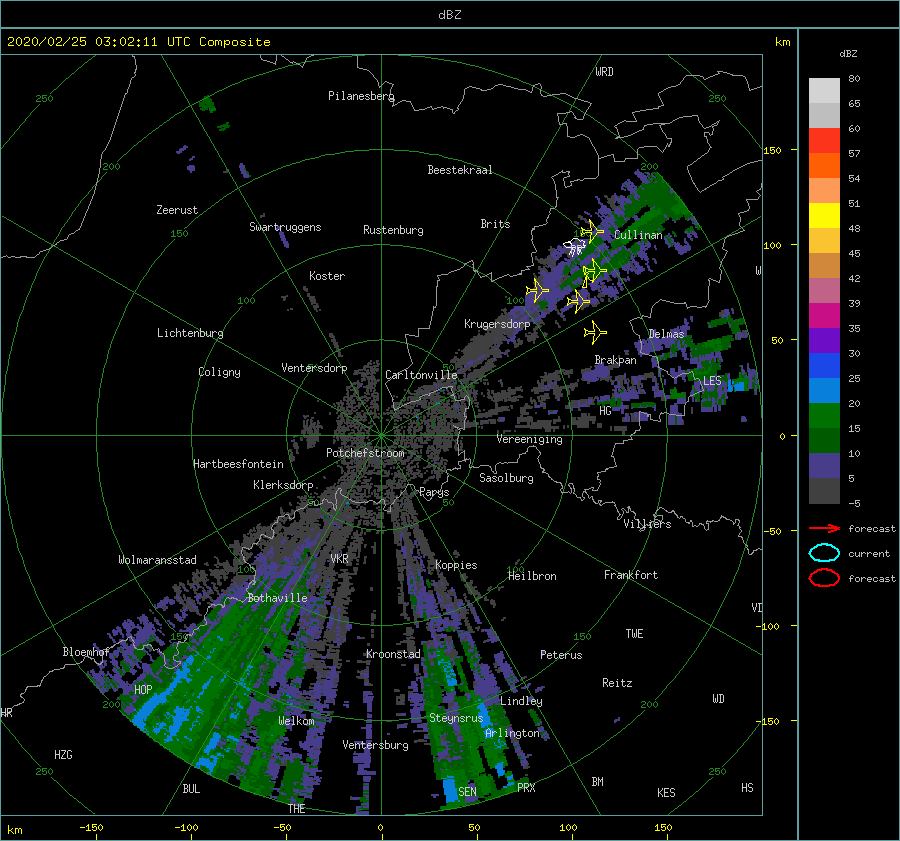 dBZ
2020/02/25 03:02:11 UTC Composite
km
dBZ
WRD
250
Pilanesberg
250
80
65
60
150
57
200
Beestekraal
200
54
Zeerust
51
150
Swartruggens
Rustenburg
Brits
Cullinan
48
100
45
W
Koster
42
100
100
39
Krugersdorp
35
Lichtenburg
Delmas
50
30
Coligny
Ventersdorp
50
Carltonville
Brakpan
LES
25
20
HG
15
Vereeniging
0
10
Potchefstroom
Hartbeesfontein
Sasolburg
5
Klerksdorp
Parys
-5
50
50
Villiers
forecast
-50
VKR
current
Wolmaransstad
Koppies
100
100
Heilbron
Frankfort
forecast
Bothaville
VI
-100
150
150
TWE
Bloemhof
Kroonstad
Peterus
HOP
Reitz
WD
Lindley
200
200
HR
Welkom
Steynsrus
-150
Arlington
HZG
Ventersburg
250
250
BUL
SEN
PRX
BM
KES
HS
THE
km
-150
-100
-50
0
50
100
150